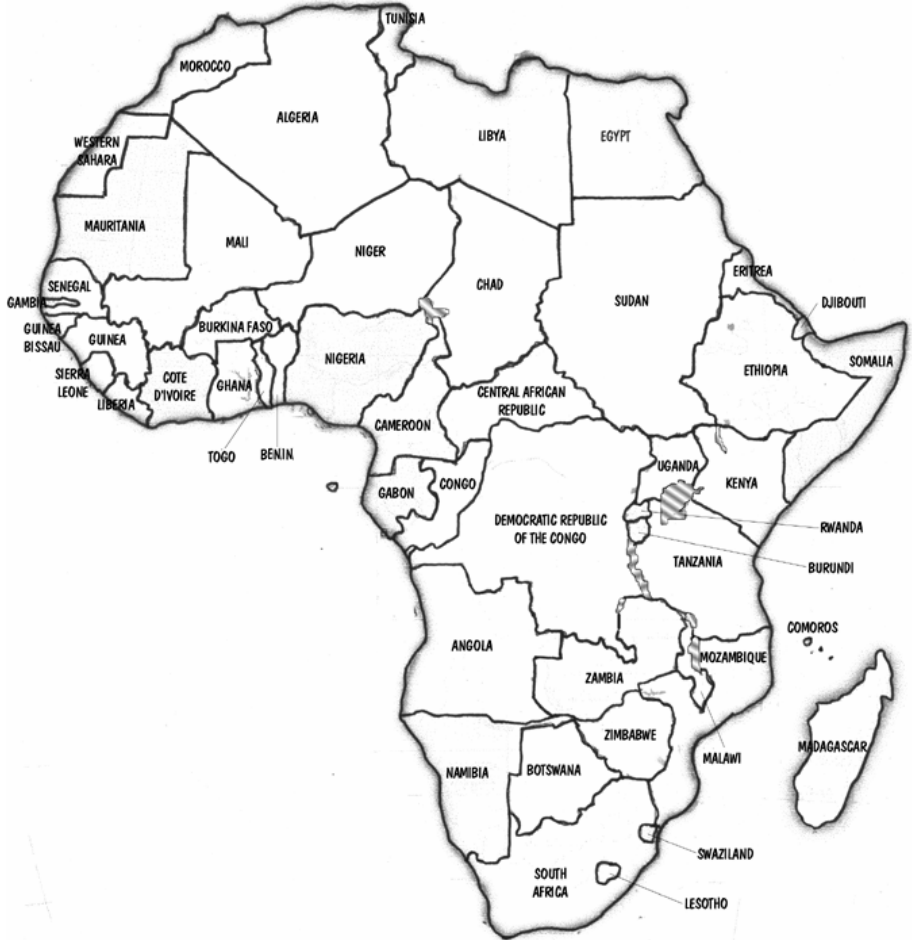 TUNISIA
MOROCCO
ALGERIA
LIBYA
EGYPT
WESTERN
SAHARA
MAURITANIA
MALI
NIGER
CHAD
SUDAN
ERITREA
SENEGAL
GAMBIA
DJIBOUTI
GUINEA
BISSAU
GUINEA
BURKINA FASO
NIGERIA
ETHIOPIA
SOMALIA
SIERRA
LEONE
LIBERIA
COTE
D'IVOIRE
GHANA
CENTRAL AFRICAN
REPUBLIC
CAMEROON
TOGO
BENIN
UGANDA
KENYA
GABON
CONGO
DEMOCRATIC REPUBLIC
OF THE CONGO
RWANDA
TANZANIA
BURUNDI
COMOROS
ANGOLA
MOZAMBIQUE
ZAMBIA
ZIMBABWE
MADAGASCAR
MALAWI
NAMIBIA
BOTSWANA
SWAZILAND
SOUTH
AFRICA
LESOTHO